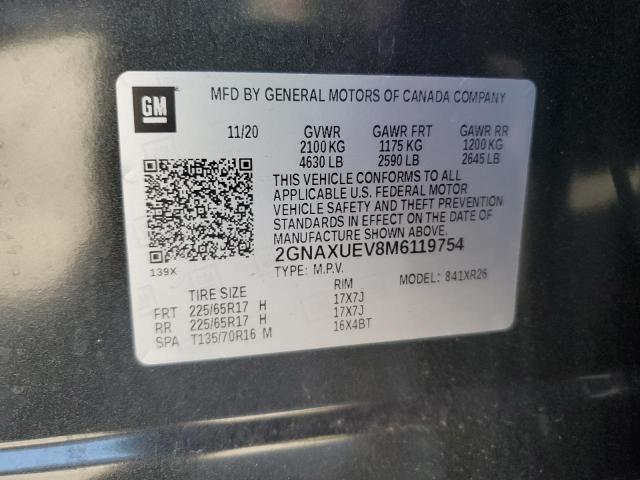 GM
MFD BY GENERAL MOTORS OF CANADA COMPANY
11/20 GVWR GAWR FRT GAWR RR
2100 KG 1175 KG 1200 KG
4630 LB 2590 LB 2645 LB
THIS VEHICLE CONFORMS TO ALL
APPLICABLE U.S. FEDERAL MOTOR
VEHICLE SAFETY AND THEFT PREVENTION
STANDARDS IN EFFECT ON THE DATE OF
MANUFACTURE SHOWN ABOVE.
2GNAXUEV8M6119754
139X TYPE: M.P.V. MODEL: 841XR26
TIRE SIZE RIM
FRT 225/65R17 H 17X7J
RR 225/65R17 H 17X7J
SPA T135/70R16 M 16X4BT